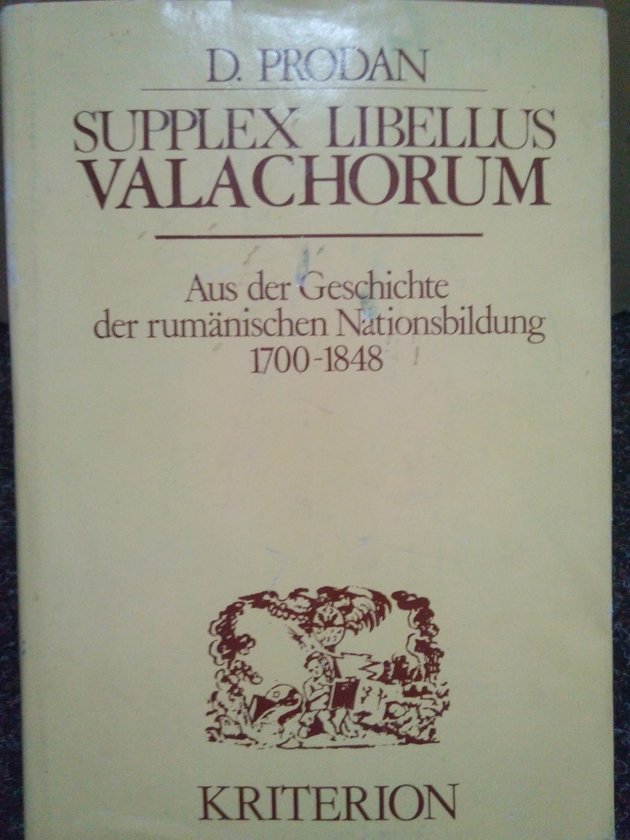 D. PRODAN
SUPPLEX LIBELLUS
VALACHORUM
Aus der Geschichte
der rumänischen Nationsbildung
1700-1848
KRITERION